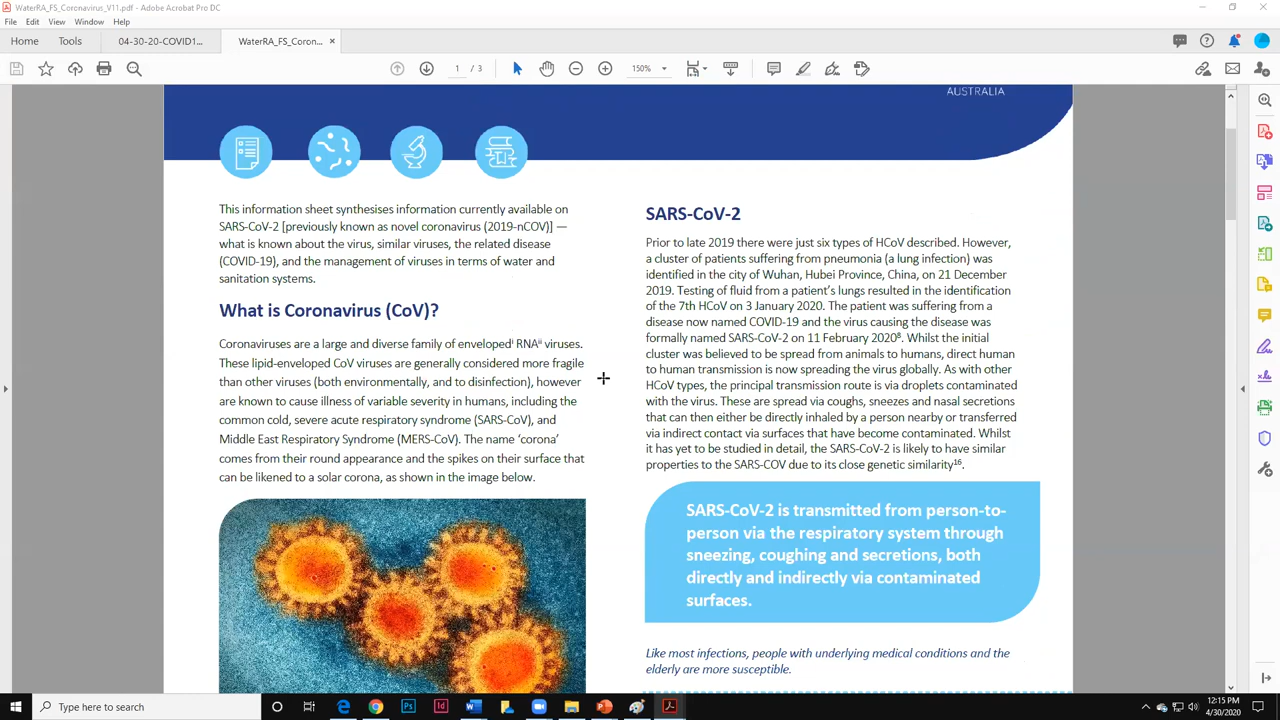 WaterRA_FS_Coronavirus_V11.pdf - Adobe Acrobat Pro DC
File Edit View Window Help
Home Tools 04-30-20-COVID1... WaterRA_FS_Coron... ×
1 / 3 150%
AUSTRALIA
This information sheet synthesises information currently available on
SARS-CoV-2 [previously known as novel coronavirus (2019-nCOV)] —
what is known about the virus, similar viruses, the related disease
(COVID-19), and the management of viruses in terms of water and
sanitation systems.
What is Coronavirus (CoV)?
Coronaviruses are a large and diverse family of envelopedⁱ RNAⁱⁱ viruses.
These lipid-enveloped CoV viruses are generally considered more fragile
than other viruses (both environmentally, and to disinfection), however
are known to cause illness of variable severity in humans, including the
common cold, severe acute respiratory syndrome (SARS-CoV), and
Middle East Respiratory Syndrome (MERS-CoV). The name ‘corona’
comes from their round appearance and the spikes on their surface that
can be likened to a solar corona, as shown in the image below.
SARS-CoV-2
Prior to late 2019 there were just six types of HCoV described. However,
a cluster of patients suffering from pneumonia (a lung infection) was
identified in the city of Wuhan, Hubei Province, China, on 21 December
2019. Testing of fluid from a patient’s lungs resulted in the identification
of the 7th HCoV on 3 January 2020. The patient was suffering from a
disease now named COVID-19 and the virus causing the disease was
formally named SARS-CoV-2 on 11 February 2020⁸. Whilst the initial
cluster was believed to be spread from animals to humans, direct human
to human transmission is now spreading the virus globally. As with other
HCoV types, the principal transmission route is via droplets contaminated
with the virus. These are spread via coughs, sneezes and nasal secretions
that can then either be directly inhaled by a person nearby or transferred
via indirect contact via surfaces that have become contaminated. Whilst
it has yet to be studied in detail, the SARS-CoV-2 is likely to have similar
properties to the SARS-COV due to its close genetic similarity¹⁶.
SARS-CoV-2 is transmitted from person-to-
person via the respiratory system through
sneezing, coughing and secretions, both
directly and indirectly via contaminated
surfaces.
Like most infections, people with underlying medical conditions and the
elderly are more susceptible.
Type here to search
12:15 PM
4/30/2020